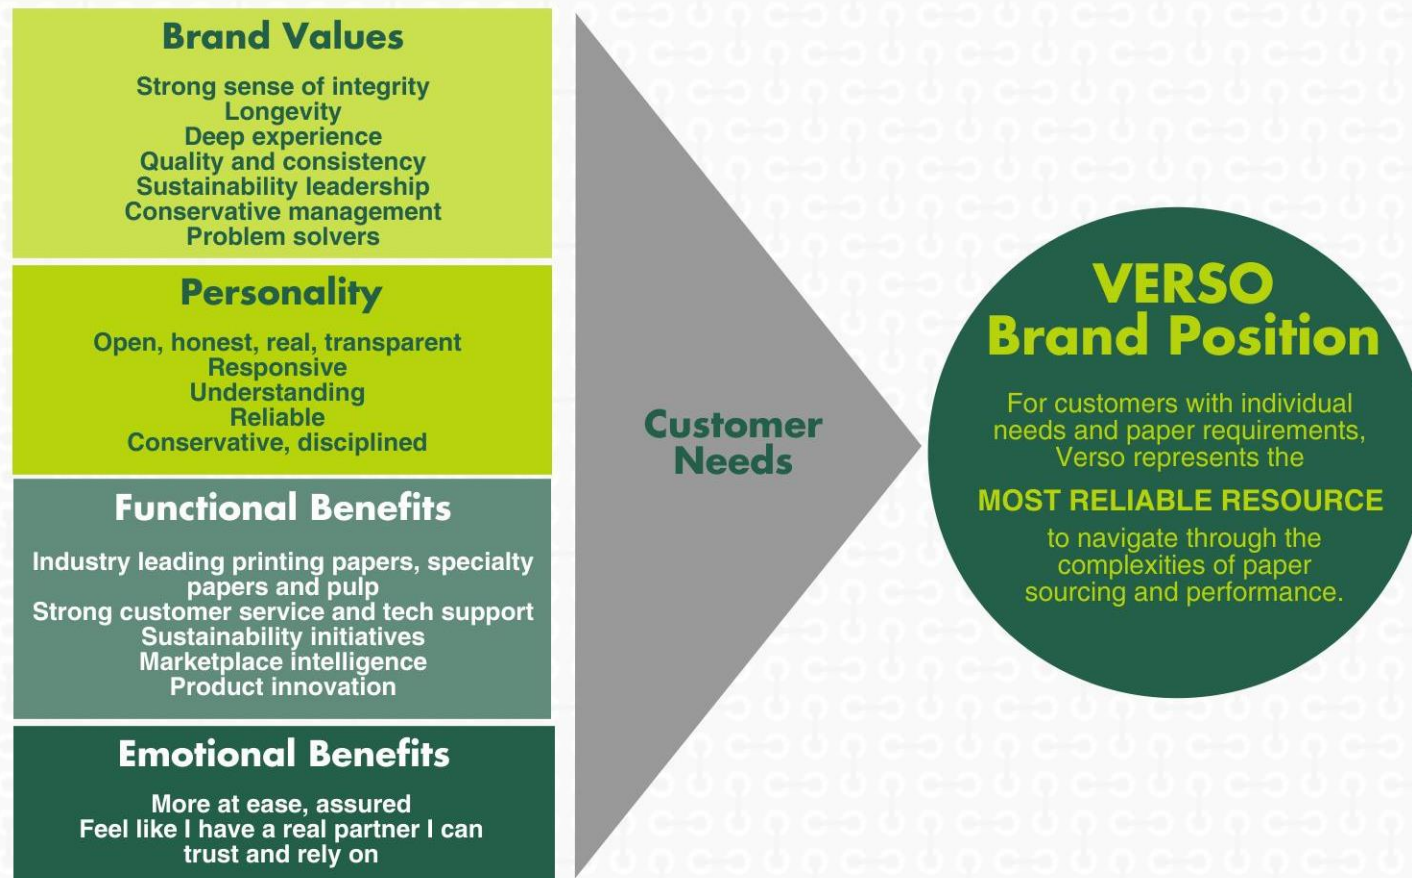 Brand Values
Strong sense of integrity
Longevity
Deep experience
Quality and consistency
Sustainability leadership
Conservative management
Problem solvers
Personality
Open, honest, real, transparent
Responsive
Understanding
Reliable
Conservative, disciplined
Functional Benefits
Industry leading printing papers, specialty
papers and pulp
Strong customer service and tech support
Sustainability initiatives
Marketplace intelligence
Product innovation
Emotional Benefits
More at ease, assured
Feel like I have a real partner I can
trust and rely on
Customer
Needs
VERSO
Brand Position
For customers with individual
needs and paper requirements,
Verso represents the
MOST RELIABLE RESOURCE
to navigate through the
complexities of paper
sourcing and performance.